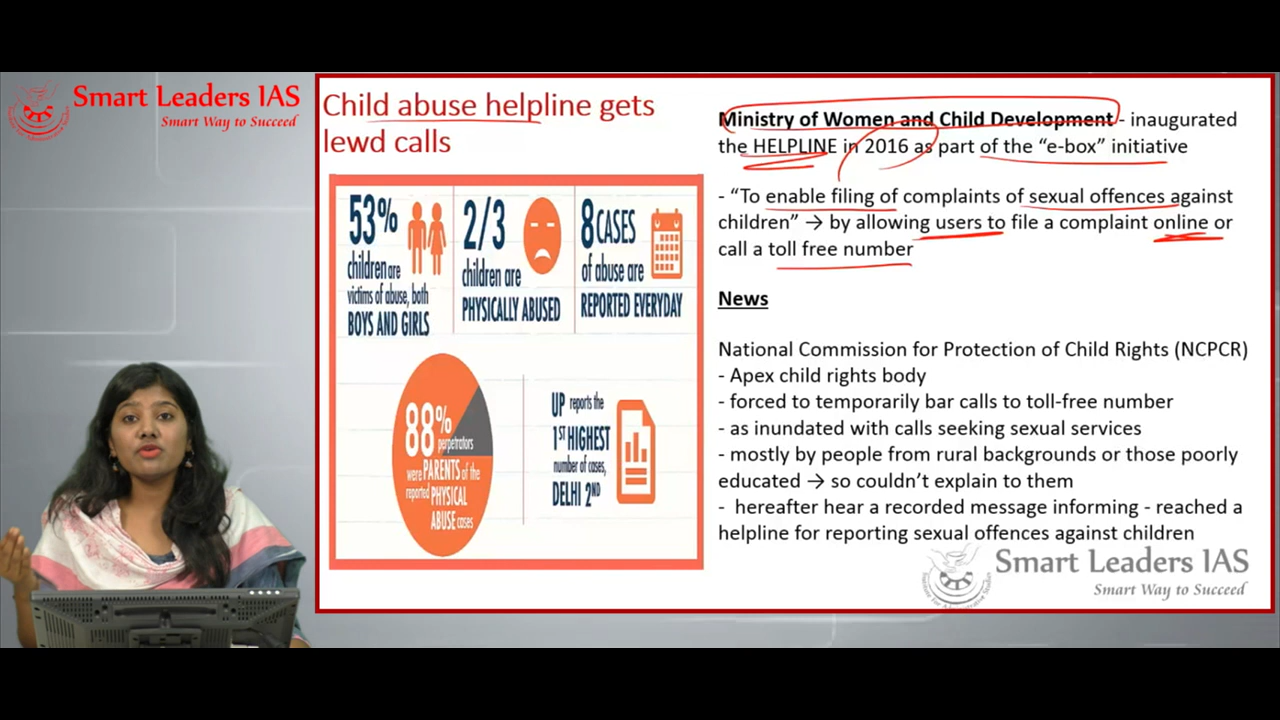 Smart Leaders IAS
Smart Way to Succeed
Child abuse helpline gets
lewd calls
53%
children are
victims of abuse, both
BOYS AND GIRLS
2/3
children are
PHYSICALLY ABUSED
8 CASES
of abuse are
REPORTED EVERYDAY
88%
perpetrators
were PARENTS of the
reported PHYSICAL
ABUSE cases
UP reports the
1ST HIGHEST
number of cases,
DELHI 2ND
Ministry of Women and Child Development - inaugurated
the HELPLINE in 2016 as part of the “e-box” initiative
- “To enable filing of complaints of sexual offences against
children” → by allowing users to file a complaint online or
call a toll free number
News
National Commission for Protection of Child Rights (NCPCR)
- Apex child rights body
- forced to temporarily bar calls to toll-free number
- as inundated with calls seeking sexual services
- mostly by people from rural backgrounds or those poorly
educated → so couldn’t explain to them
- hereafter hear a recorded message informing - reached a
helpline for reporting sexual offences against children
Smart Leaders IAS
Smart Way to Succeed